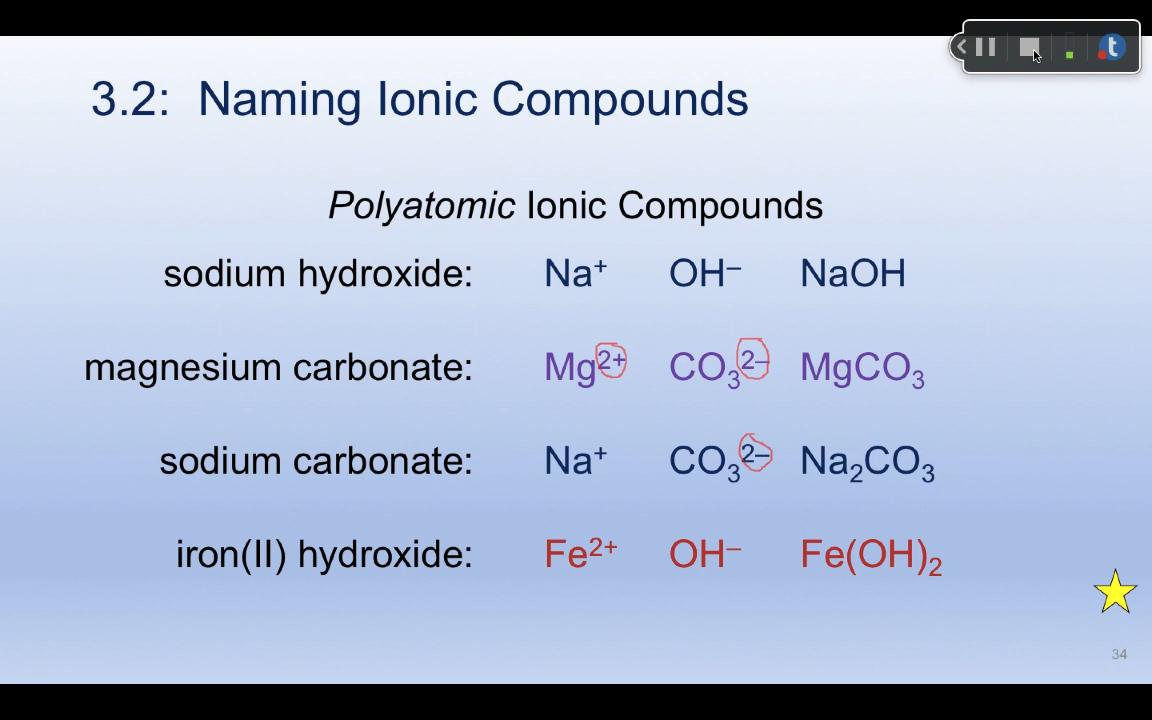 3.2: Naming Ionic Compounds
Polyatomic Ionic Compounds
sodium hydroxide: Na⁺ OH⁻ NaOH
magnesium carbonate: Mg²⁺ CO₃²⁻ MgCO₃
sodium carbonate: Na⁺ CO₃²⁻ Na₂CO₃
iron(II) hydroxide: Fe²⁺ OH⁻ Fe(OH)₂
34
t